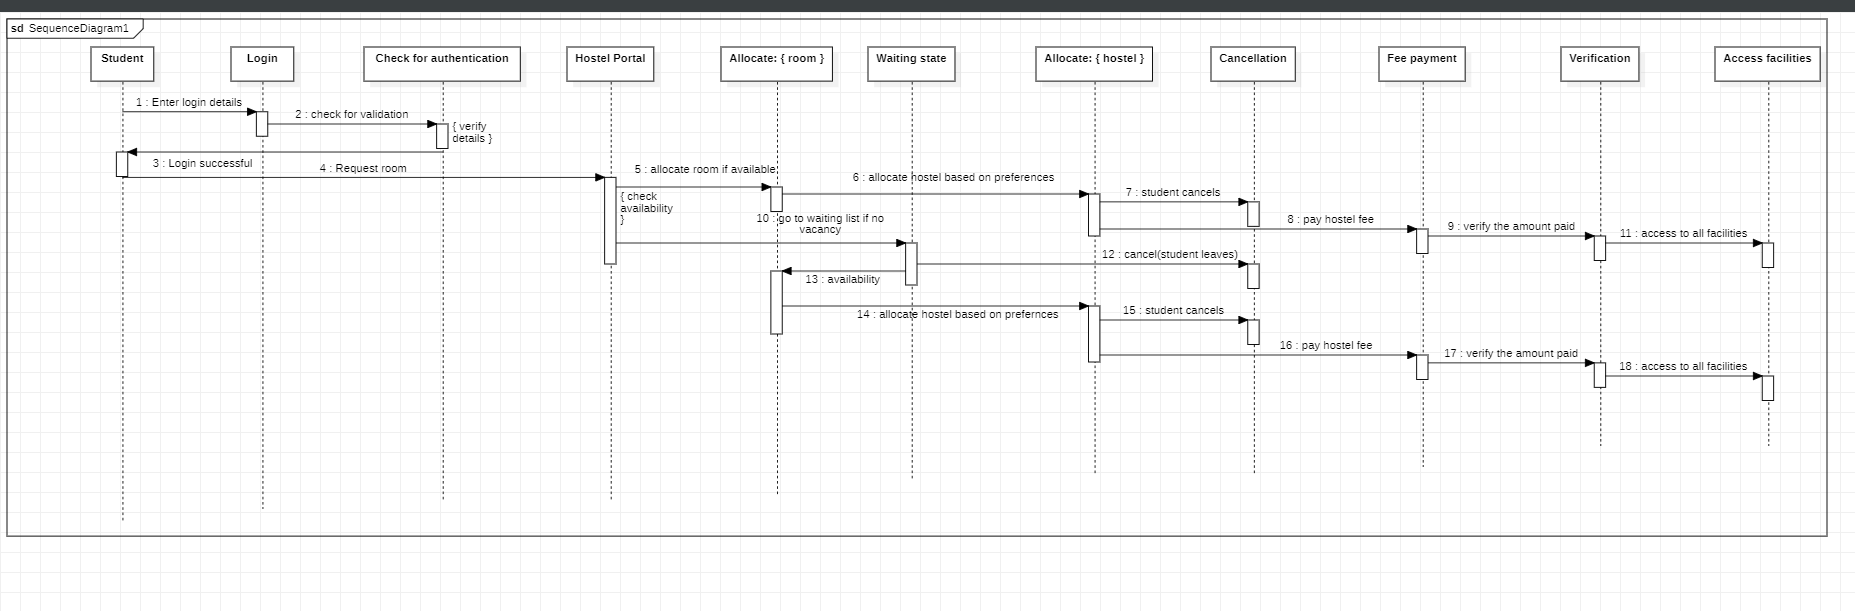 sd SequenceDiagram1
Student
Login
Check for authentication
Hostel Portal
Allocate: { room }
Waiting state
Allocate: { hostel }
Cancellation
Fee payment
Verification
Access facilities
1 : Enter login details
2 : check for validation
{ verify
details }
3 : Login successful
4 : Request room
5 : allocate room if available
6 : allocate hostel based on preferences
{ check
availability
}
7 : student cancels
8 : pay hostel fee
9 : verify the amount paid
10 : go to waiting list if no
vacancy
11 : access to all facilities
12 : cancel(student leaves)
13 : availability
14 : allocate hostel based on prefernces
15 : student cancels
16 : pay hostel fee
17 : verify the amount paid
18 : access to all facilities